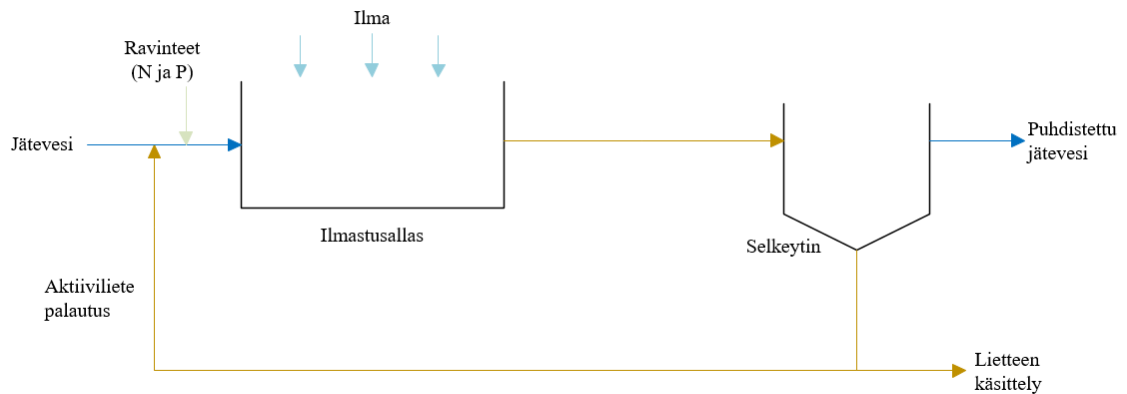 Ilma
Ravinteet
(N ja P)
Jätevesi
Puhdistettu
jätevesi
Ilmastusallas
Selkeytin
Aktiiviliete
palautus
Lietteen
käsittely